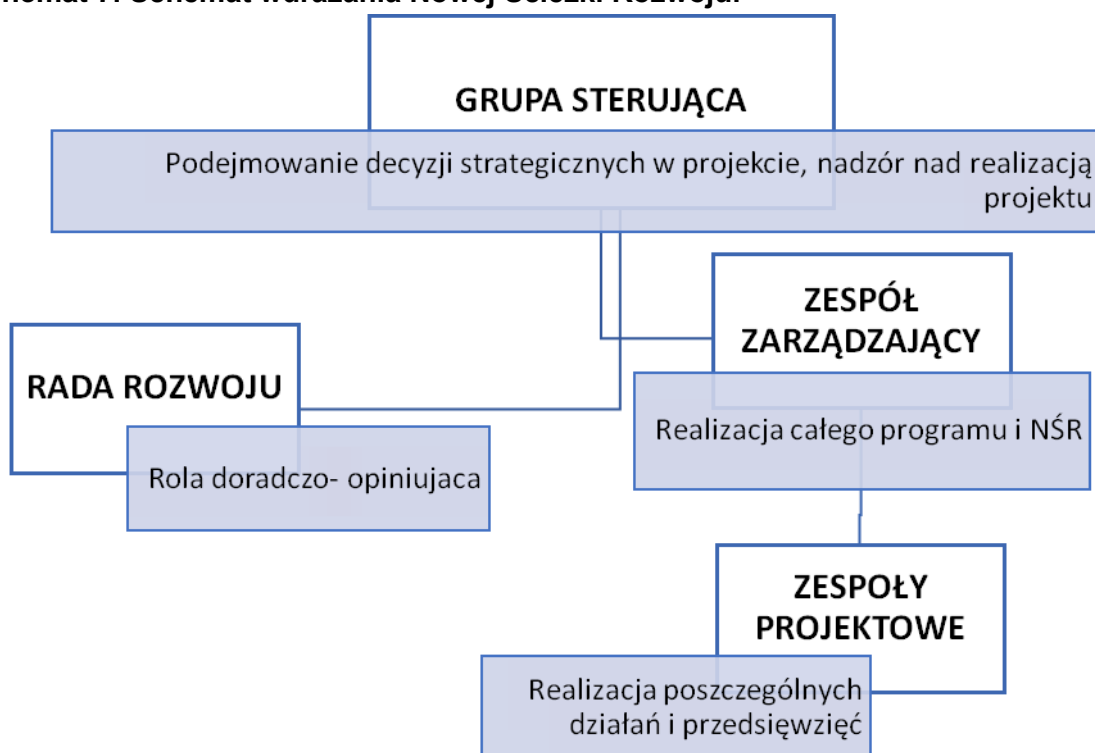 GRUPA STERUJĄCA
Podejmowanie decyzji strategicznych w projekcie, nadzór nad realizacją
projektu
ZESPÓŁ
ZARZĄDZAJĄCY
Realizacja całego programu i NŚR
RADA ROZWOJU
Rola doradczo- opiniujaca
ZESPOŁY
PROJEKTOWE
Realizacja poszczególnych
działań i przedsięwzięć